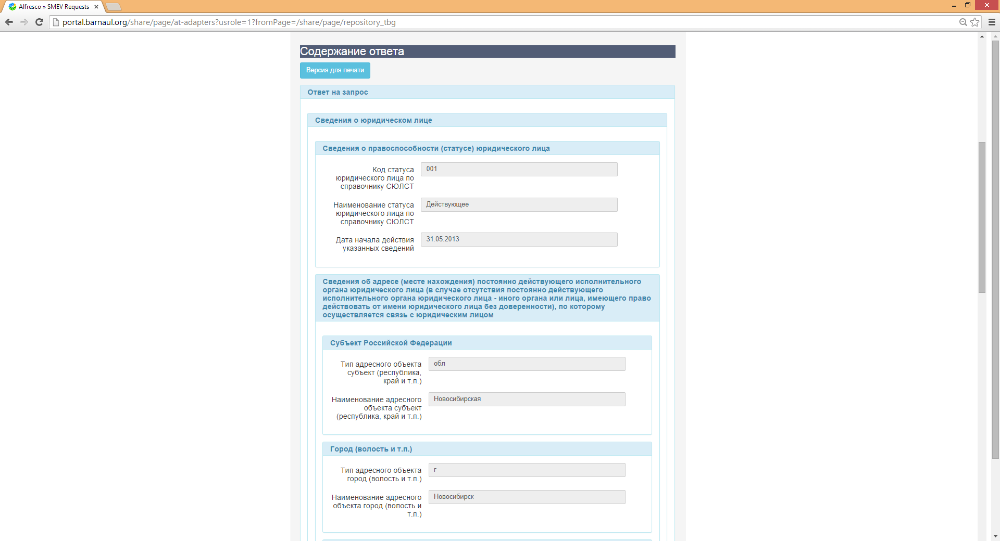 Alfresco » SMEV Requests
portal.barnaul.org/share/page/at-adapters?usrole=1?fromPage=/share/page/repository_tbg
Содержание ответа
Версия для печати
Ответ на запрос
Сведения о юридическом лице
Сведения о правоспособности (статусе) юридического лица
Код статуса
юридического лица по
справочнику СЮЛСТ
001
Наименование статуса
юридического лица по
справочнику СЮЛСТ
Действующее
Дата начала действия
указанных сведений
31.05.2013
Сведения об адресе (месте нахождения) постоянно действующего исполнительного
органа юридического лица (в случае отсутствия постоянно действующего
исполнительного органа юридического лица - иного органа или лица, имеющего право
действовать от имени юридического лица без доверенности), по которому
осуществляется связь с юридическим лицом
Субъект Российской Федерации
Тип адресного объекта
субъект (республика,
край и т.п.)
обл
Наименование адресного
объекта субъект
(республика, край и т.п.)
Новосибирская
Город (волость и т.п.)
Тип адресного объекта
город (волость и т.п.)
г
Наименование адресного
объекта город (волость и
т.п.)
Новосибирск